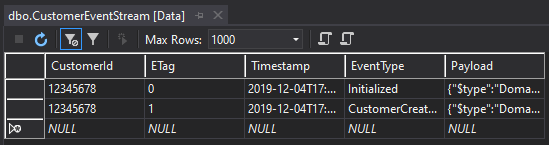 dbo.CustomerEventStream [Data]
Max Rows: 1000
CustomerId ETag Timestamp EventType Payload
12345678 0 2019-12-04T17:... Initialized {"$type":"Doma...
12345678 1 2019-12-04T17:... CustomerCreat... {"$type":"Doma...
NULL NULL NULL NULL NULL